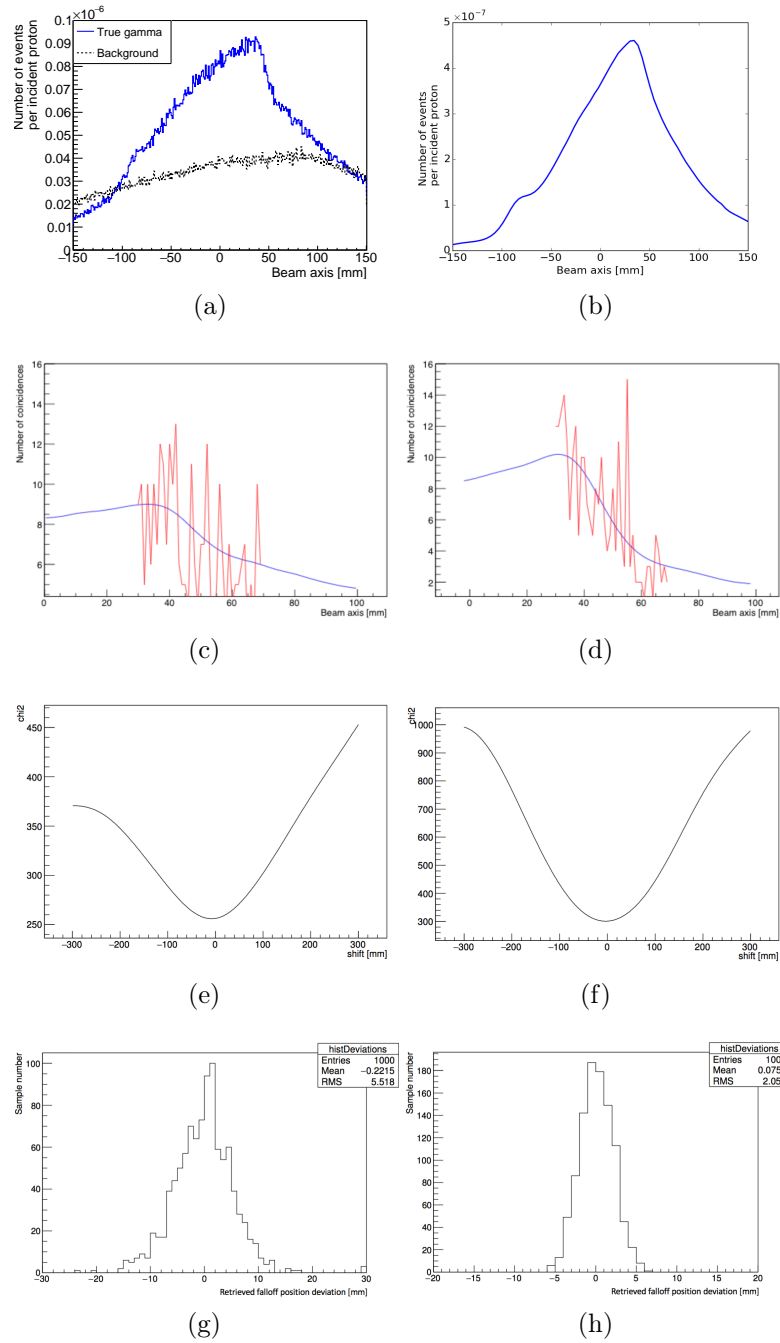 0.1 ×10⁻⁶
True gamma
Background
Number of events
per incident proton
0.09
0.08
0.07
0.06
0.05
0.04
0.03
0.02
0.01
0
−150 −100 −50 0 50 100 150
Beam axis [mm]
(a)
5 ×10⁻⁷
4
3
2
1
0
Number of events
per incident proton
−150 −100 −50 0 50 100 150
Beam axis [mm]
(b)
Number of coincidences
16
14
12
10
8
6
0 20 40 60 80 100
Beam axis [mm]
(c)
Number of coincidences
16
14
12
10
8
6
4
2
0 20 40 60 80 100
Beam axis [mm]
(d)
chi2
450
400
350
300
250
−300 −200 −100 0 100 200 300
shift [mm]
(e)
chi2
1000
900
800
700
600
500
400
300
−300 −200 −100 0 100 200 300
shift [mm]
(f)
histDeviations
Entries 1000
Mean −0.2215
RMS 5.518
Sample number
100
80
60
40
20
0
−30 −20 −10 0 10 20 30
Retrieved falloff position deviation [mm]
(g)
histDeviations
Entries 100
Mean 0.075
RMS 2.05
Sample number
180
160
140
120
100
80
60
40
20
0
−20 −15 −10 −5 0 5 10 15 20
Retrieved falloff position deviation [mm]
(h)